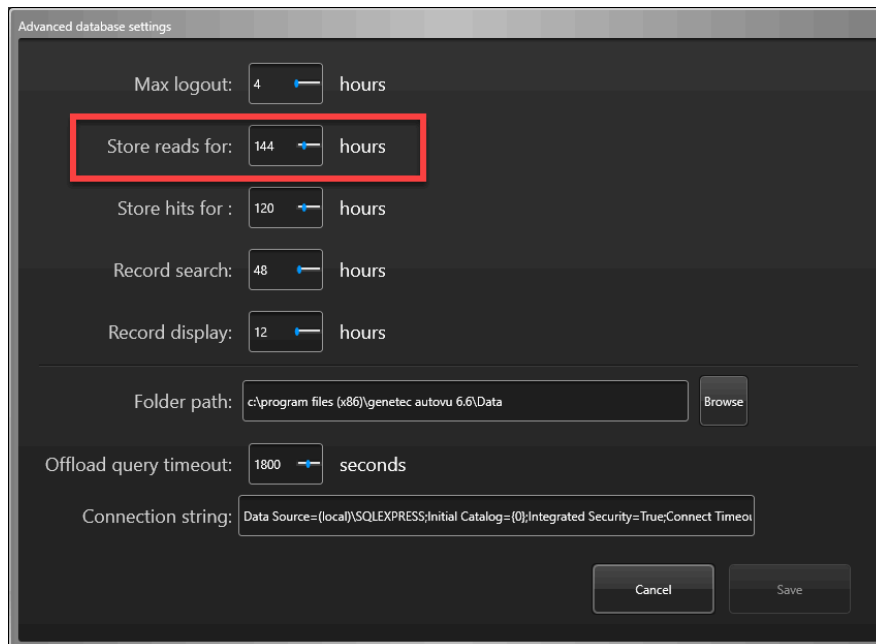 Advanced database settings
Max logout: 4 hours
Store reads for: 144 hours
Store hits for : 120 hours
Record search: 48 hours
Record display: 12 hours
Folder path: c:\program files (x86)\genetec autovu 6.6\Data Browse
Offload query timeout: 1800 seconds
Connection string: Data Source=(local)\SQLEXPRESS;Initial Catalog={0};Integrated Security=True;Connect Timeou
Cancel Save